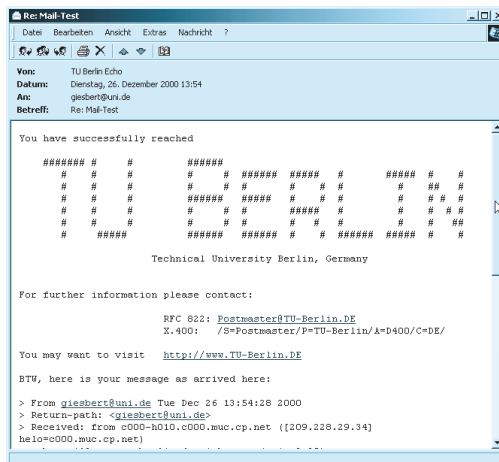 Re: Mail-Test
Datei Bearbeiten Ansicht Extras Nachricht ?
Von: TU Berlin Echo
Datum: Dienstag, 26. Dezember 2000 13:54
An: giesbert@uni.de
Betreff: Re: Mail-Test
You have successfully reached
TU BERLIN
Technical University Berlin, Germany
For further information please contact:
RFC 822: Postmaster@TU-Berlin.DE
X.400: /S=Postmaster/P=TU-Berlin/A=D400/C=DE/
You may want to visit http://www.TU-Berlin.DE
BTW, here is your message as arrived here:
> From giesbert@uni.de Tue Dec 26 13:54:28 2000
> Return-path: <giesbert@uni.de>
> Received: from c000-h010.c000.muc.cp.net ([209.228.29.34]
helo=c000.muc.cp.net)